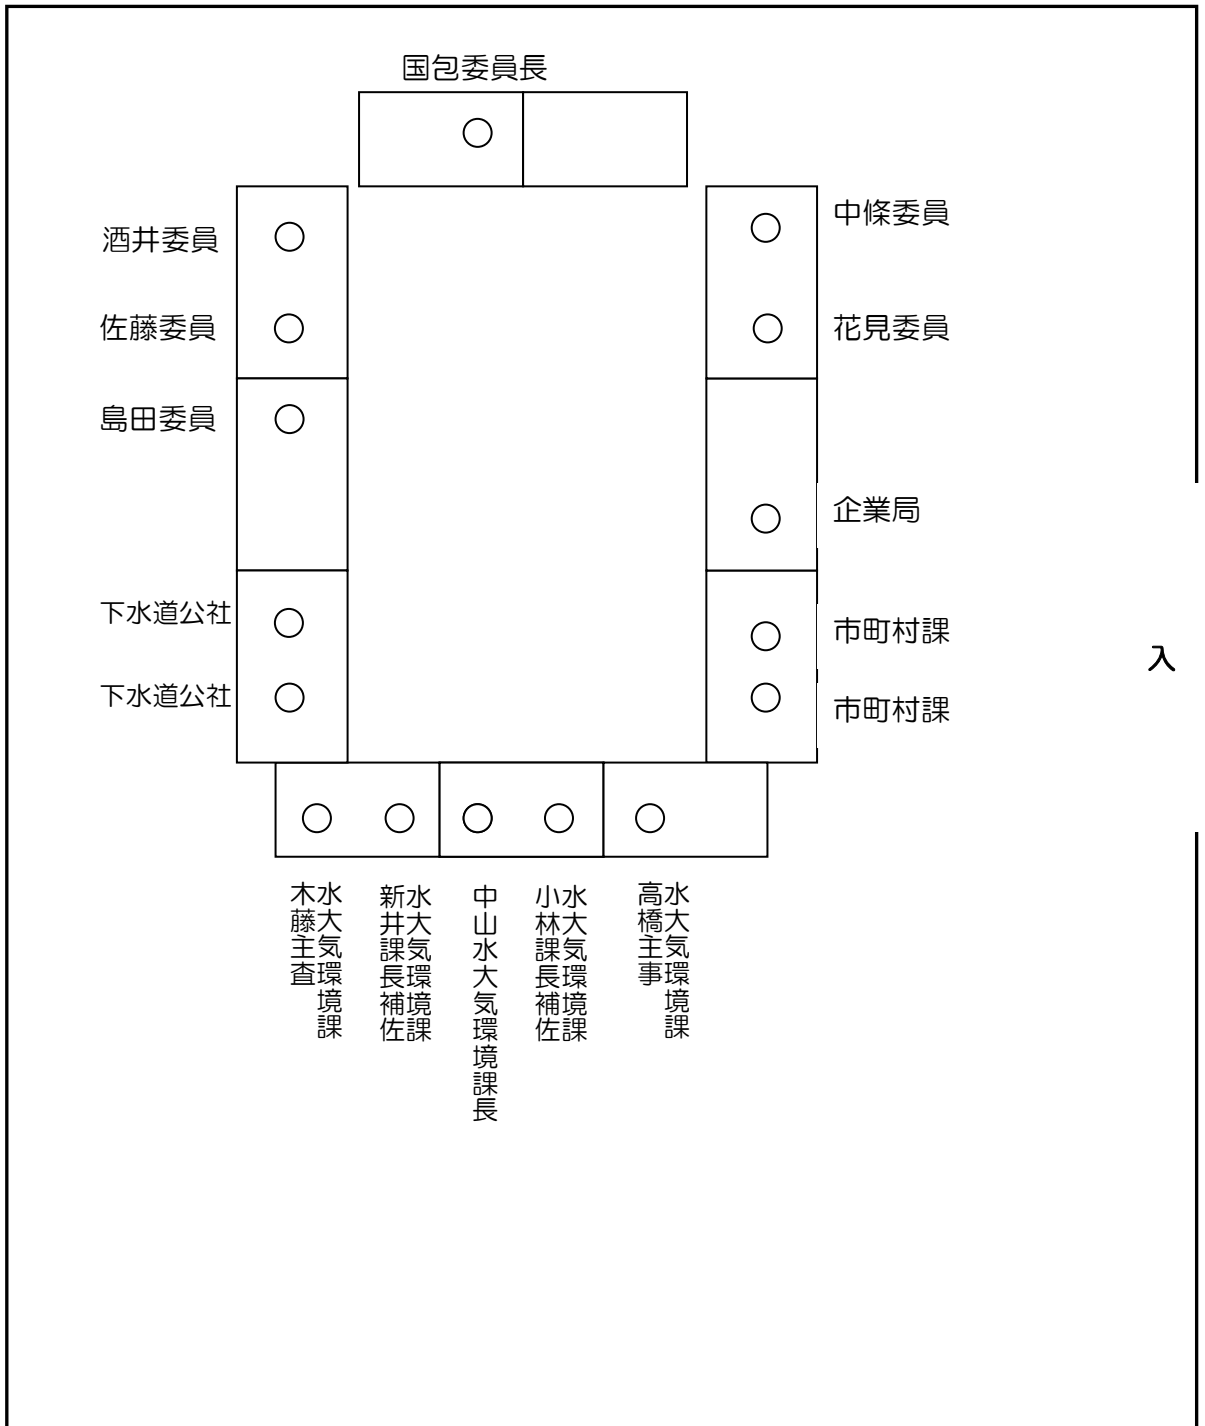 国包委員長
酒井委員
中條委員
佐藤委員
花見委員
島田委員
企業局
下水道公社
市町村課
下水道公社
市町村課
入
水大気環境課
木藤主査
水大気環境課
新井課長補佐
中山水大気環境課長
水大気環境課
小林課長補佐
水大気環境課
高橋主事